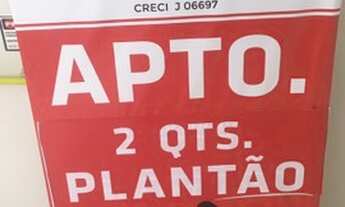 CRECI J 06697
APTO.
2 QTS.
PLANTÃO